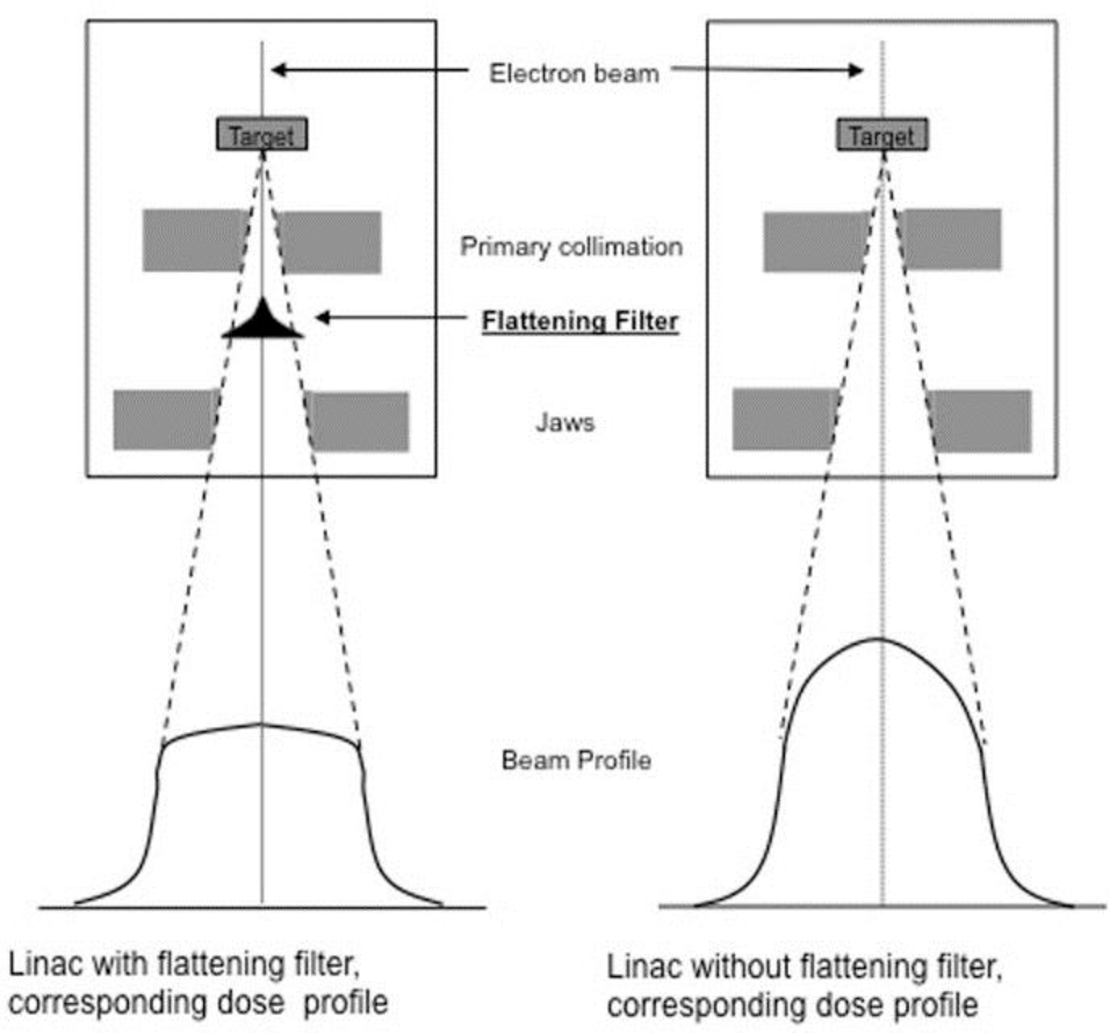 Electron beam
Target
Target
Primary collimation
Flattening Filter
Jaws
Beam Profile
Linac with flattening filter,
corresponding dose profile
Linac without flattening filter,
corresponding dose profile